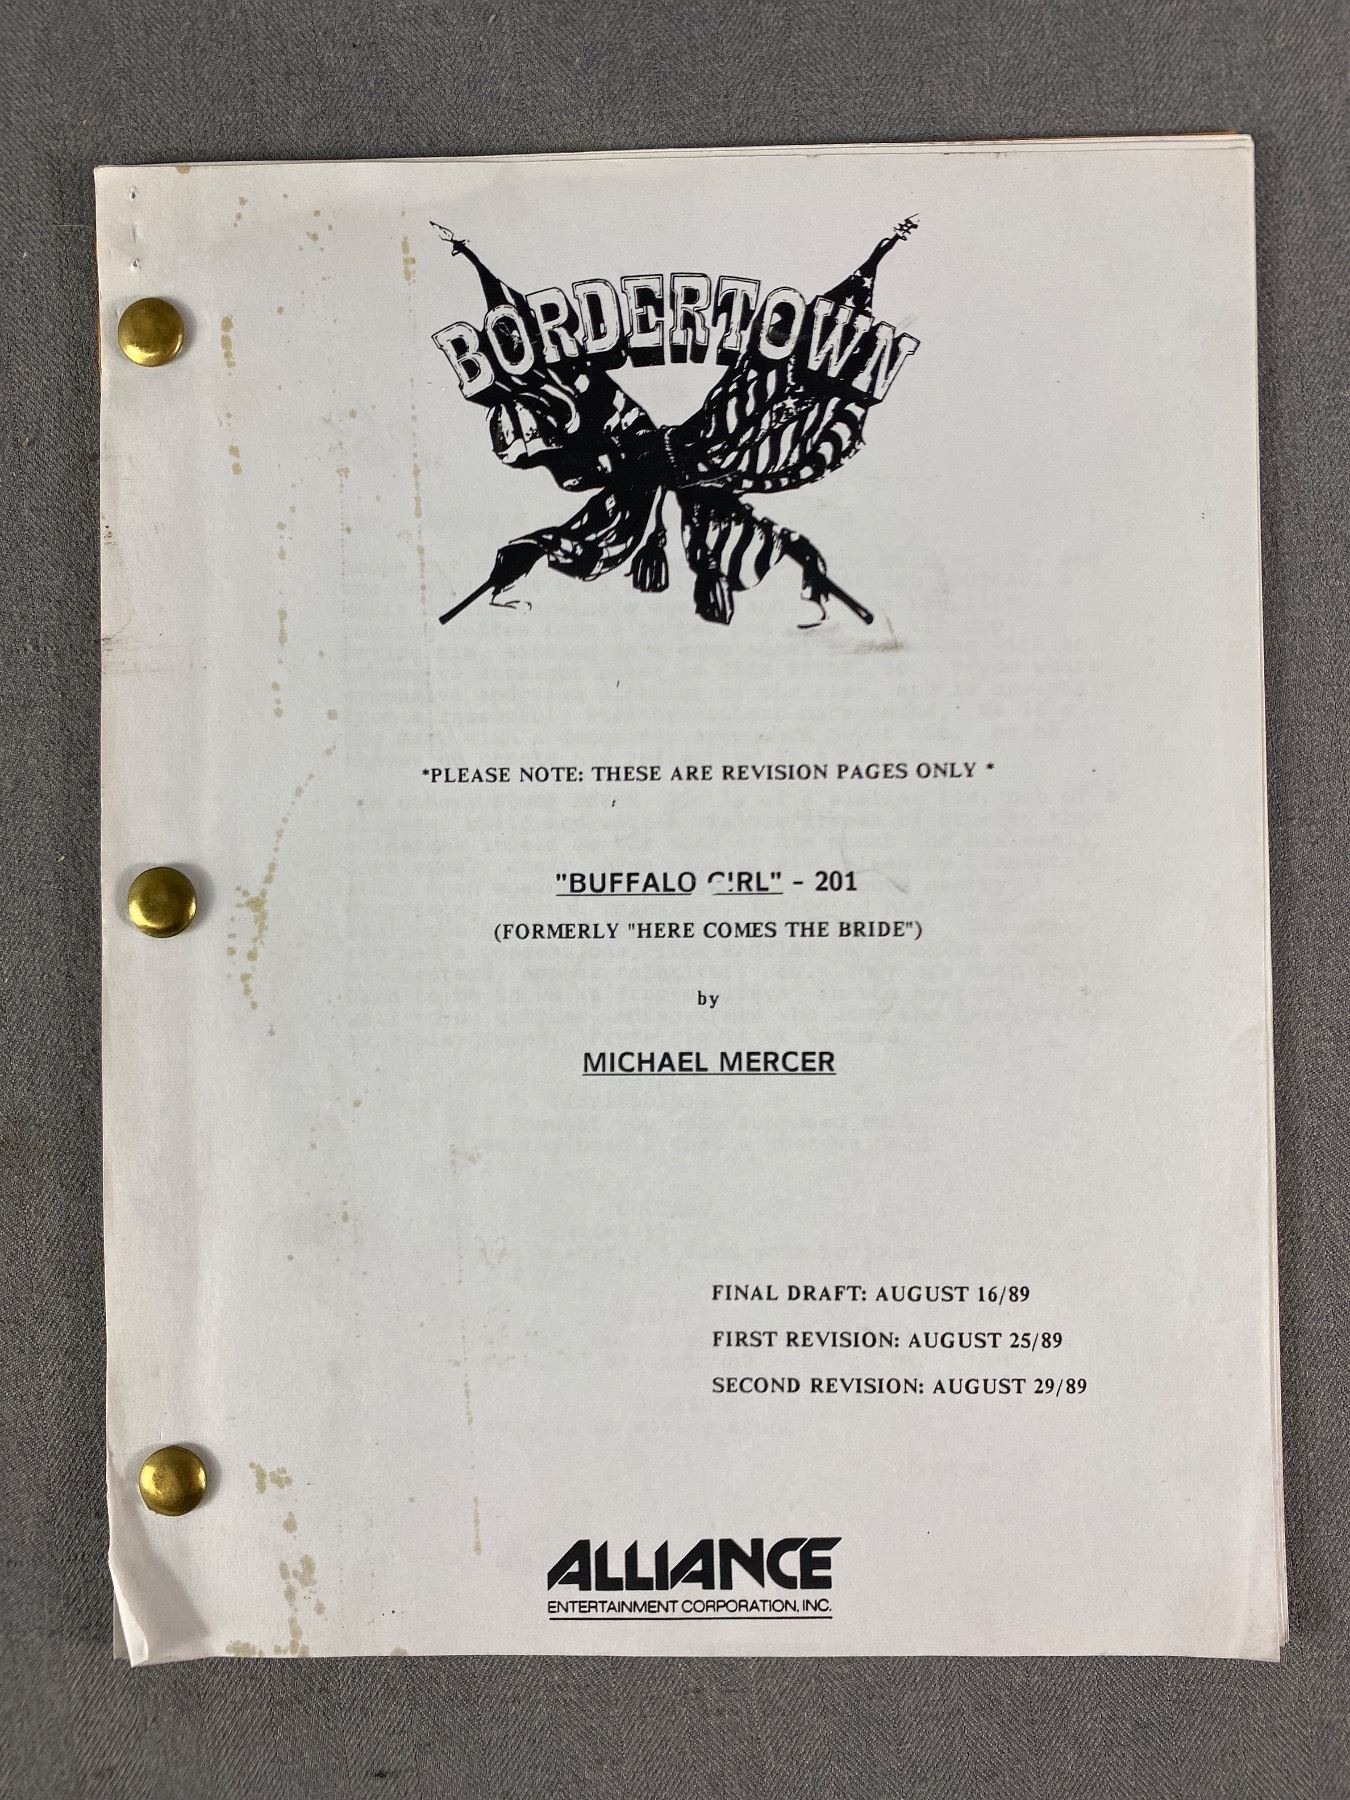 BORDERTOWN
*PLEASE NOTE: THESE ARE REVISION PAGES ONLY *
"BUFFALO GIRL" - 201
(FORMERLY "HERE COMES THE BRIDE")
by
MICHAEL MERCER
FINAL DRAFT: AUGUST 16/89
FIRST REVISION: AUGUST 25/89
SECOND REVISION: AUGUST 29/89
ALLIANCE
ENTERTAINMENT CORPORATION, INC.